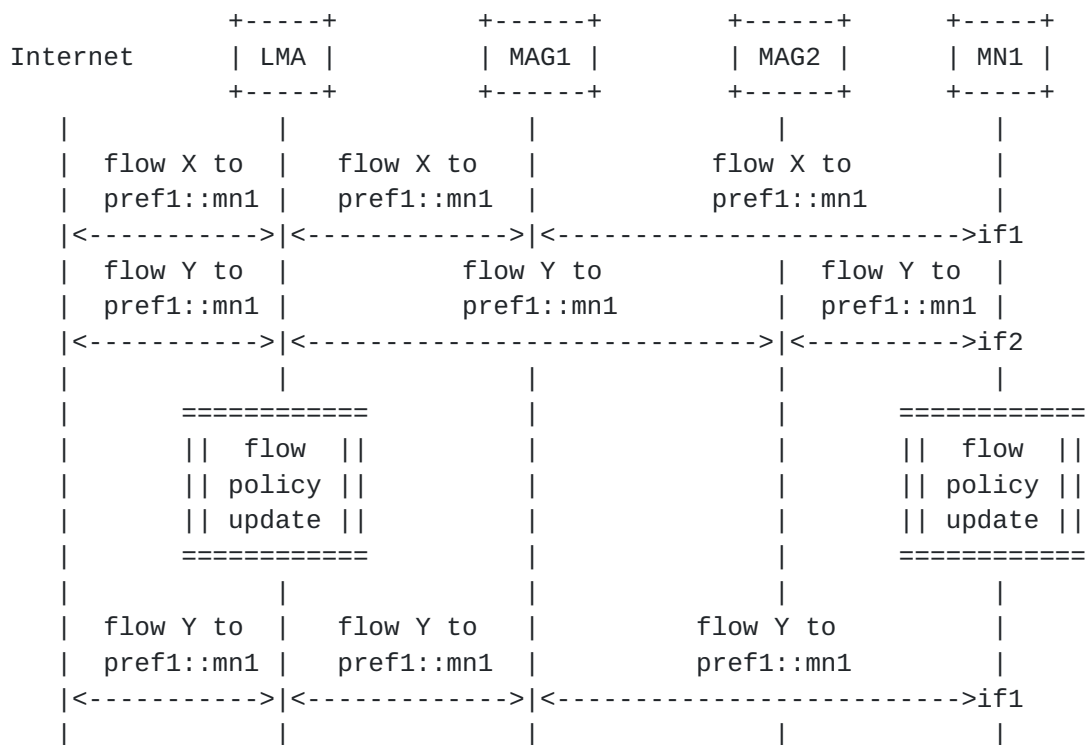 +-----+ +------+ +------+ +-----+
Internet | LMA | | MAG1 | | MAG2 | | MN1 |
+-----+ +------+ +------+ +-----+
| | | | |
| flow X to | flow X to | flow X to |
| pref1::mn1 | pref1::mn1 | pref1::mn1 |
|<----------->|<------------->|<--------------------------->if1
| flow Y to | flow Y to | flow Y to |
| pref1::mn1 | pref1::mn1 | pref1::mn1 |
|<----------->|<------------------------------>|<---------->if2
| | | | |
| ============ | | ============
| || flow || | | || flow ||
| || policy || | | || policy ||
| || update || | | || update ||
| ============ | | ============
| | | | |
| flow Y to | flow Y to | flow Y to |
| pref1::mn1 | pref1::mn1 | pref1::mn1 |
|<----------->|<------------->|<--------------------------->if1
| | | | |